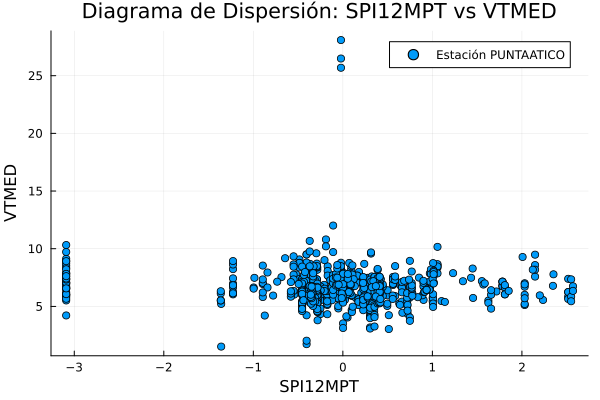 Diagrama de Dispersión: SPI12MPT vs VTMED
Estación PUNTAATICO
VTMED
25
20
15
10
5
−3
−2
−1
0
1
2
SPI12MPT